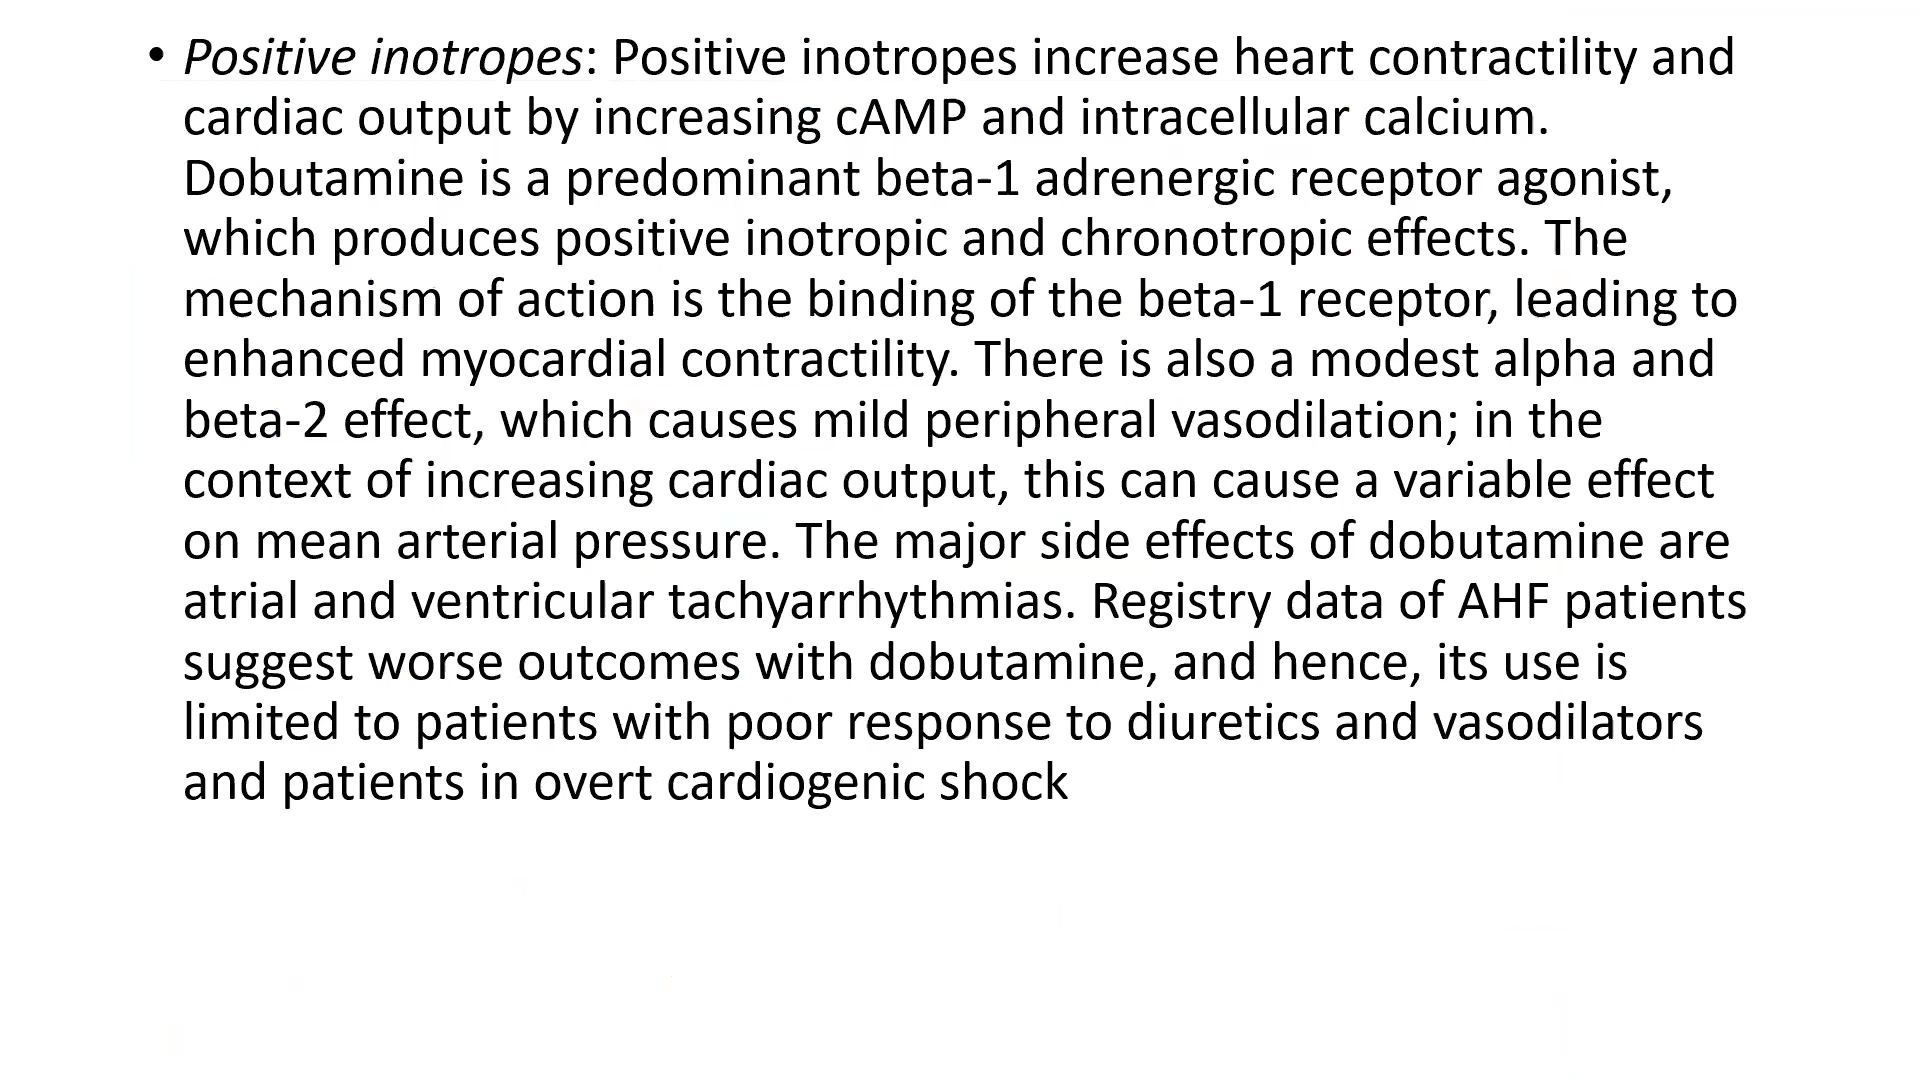 • Positive inotropes: Positive inotropes increase heart contractility and
cardiac output by increasing cAMP and intracellular calcium.
Dobutamine is a predominant beta-1 adrenergic receptor agonist,
which produces positive inotropic and chronotropic effects. The
mechanism of action is the binding of the beta-1 receptor, leading to
enhanced myocardial contractility. There is also a modest alpha and
beta-2 effect, which causes mild peripheral vasodilation; in the
context of increasing cardiac output, this can cause a variable effect
on mean arterial pressure. The major side effects of dobutamine are
atrial and ventricular tachyarrhythmias. Registry data of AHF patients
suggest worse outcomes with dobutamine, and hence, its use is
limited to patients with poor response to diuretics and vasodilators
and patients in overt cardiogenic shock